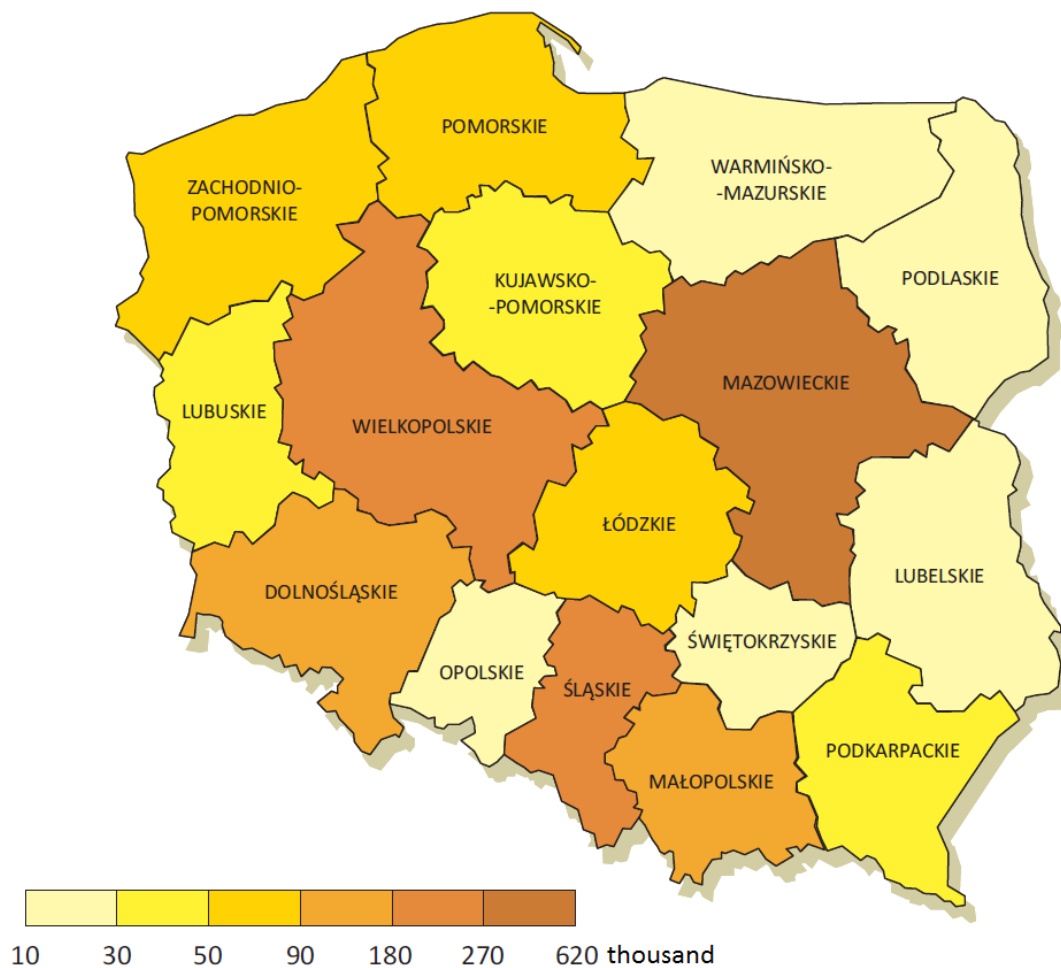 POMORSKIE
WARMIŃSKO-
-MAZURSKIE
ZACHODNIO-
POMORSKIE
KUJAWSKO-
-POMORSKIE
PODLASKIE
MAZOWIECKIE
LUBUSKIE
WIELKOPOLSKIE
ŁÓDZKIE
LUBELSKIE
DOLNOŚLĄSKIE
ŚWIĘTOKRZYSKIE
OPOLSKIE
ŚLĄSKIE
PODKARPACKIE
MAŁOPOLSKIE
10 30 50 90 180 270 620 thousand